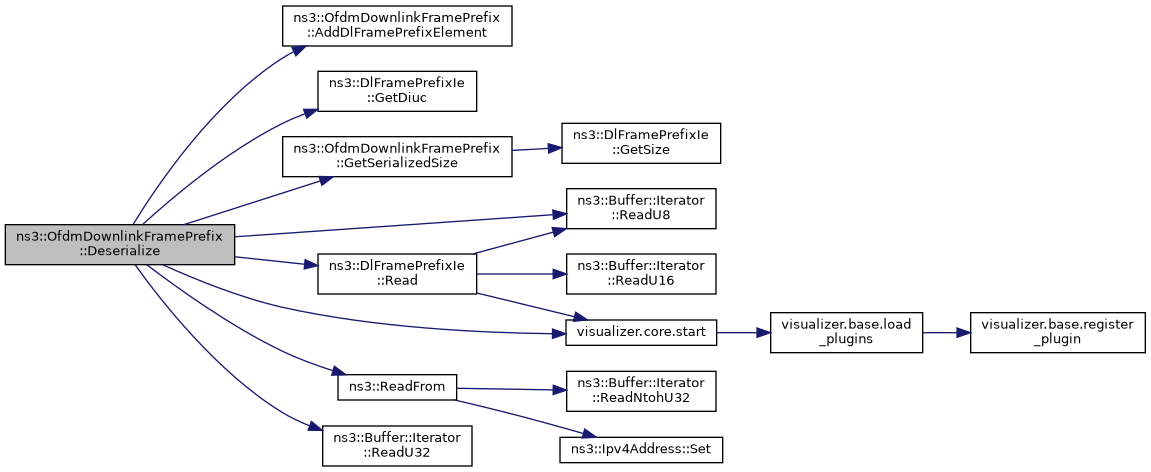 ns3::OfdmDownlinkFramePrefix
::AddDlFramePrefixElement
ns3::DlFramePrefixIe
::GetDiuc
ns3::OfdmDownlinkFramePrefix
::GetSerializedSize
ns3::DlFramePrefixIe
::GetSize
ns3::Buffer::Iterator
::ReadU8
ns3::OfdmDownlinkFramePrefix
::Deserialize
ns3::DlFramePrefixIe
::Read
ns3::Buffer::Iterator
::ReadU16
visualizer.core.start
visualizer.base.load
_plugins
visualizer.base.register
_plugin
ns3::ReadFrom
ns3::Buffer::Iterator
::ReadNtohU32
ns3::Buffer::Iterator
::ReadU32
ns3::Ipv4Address::Set